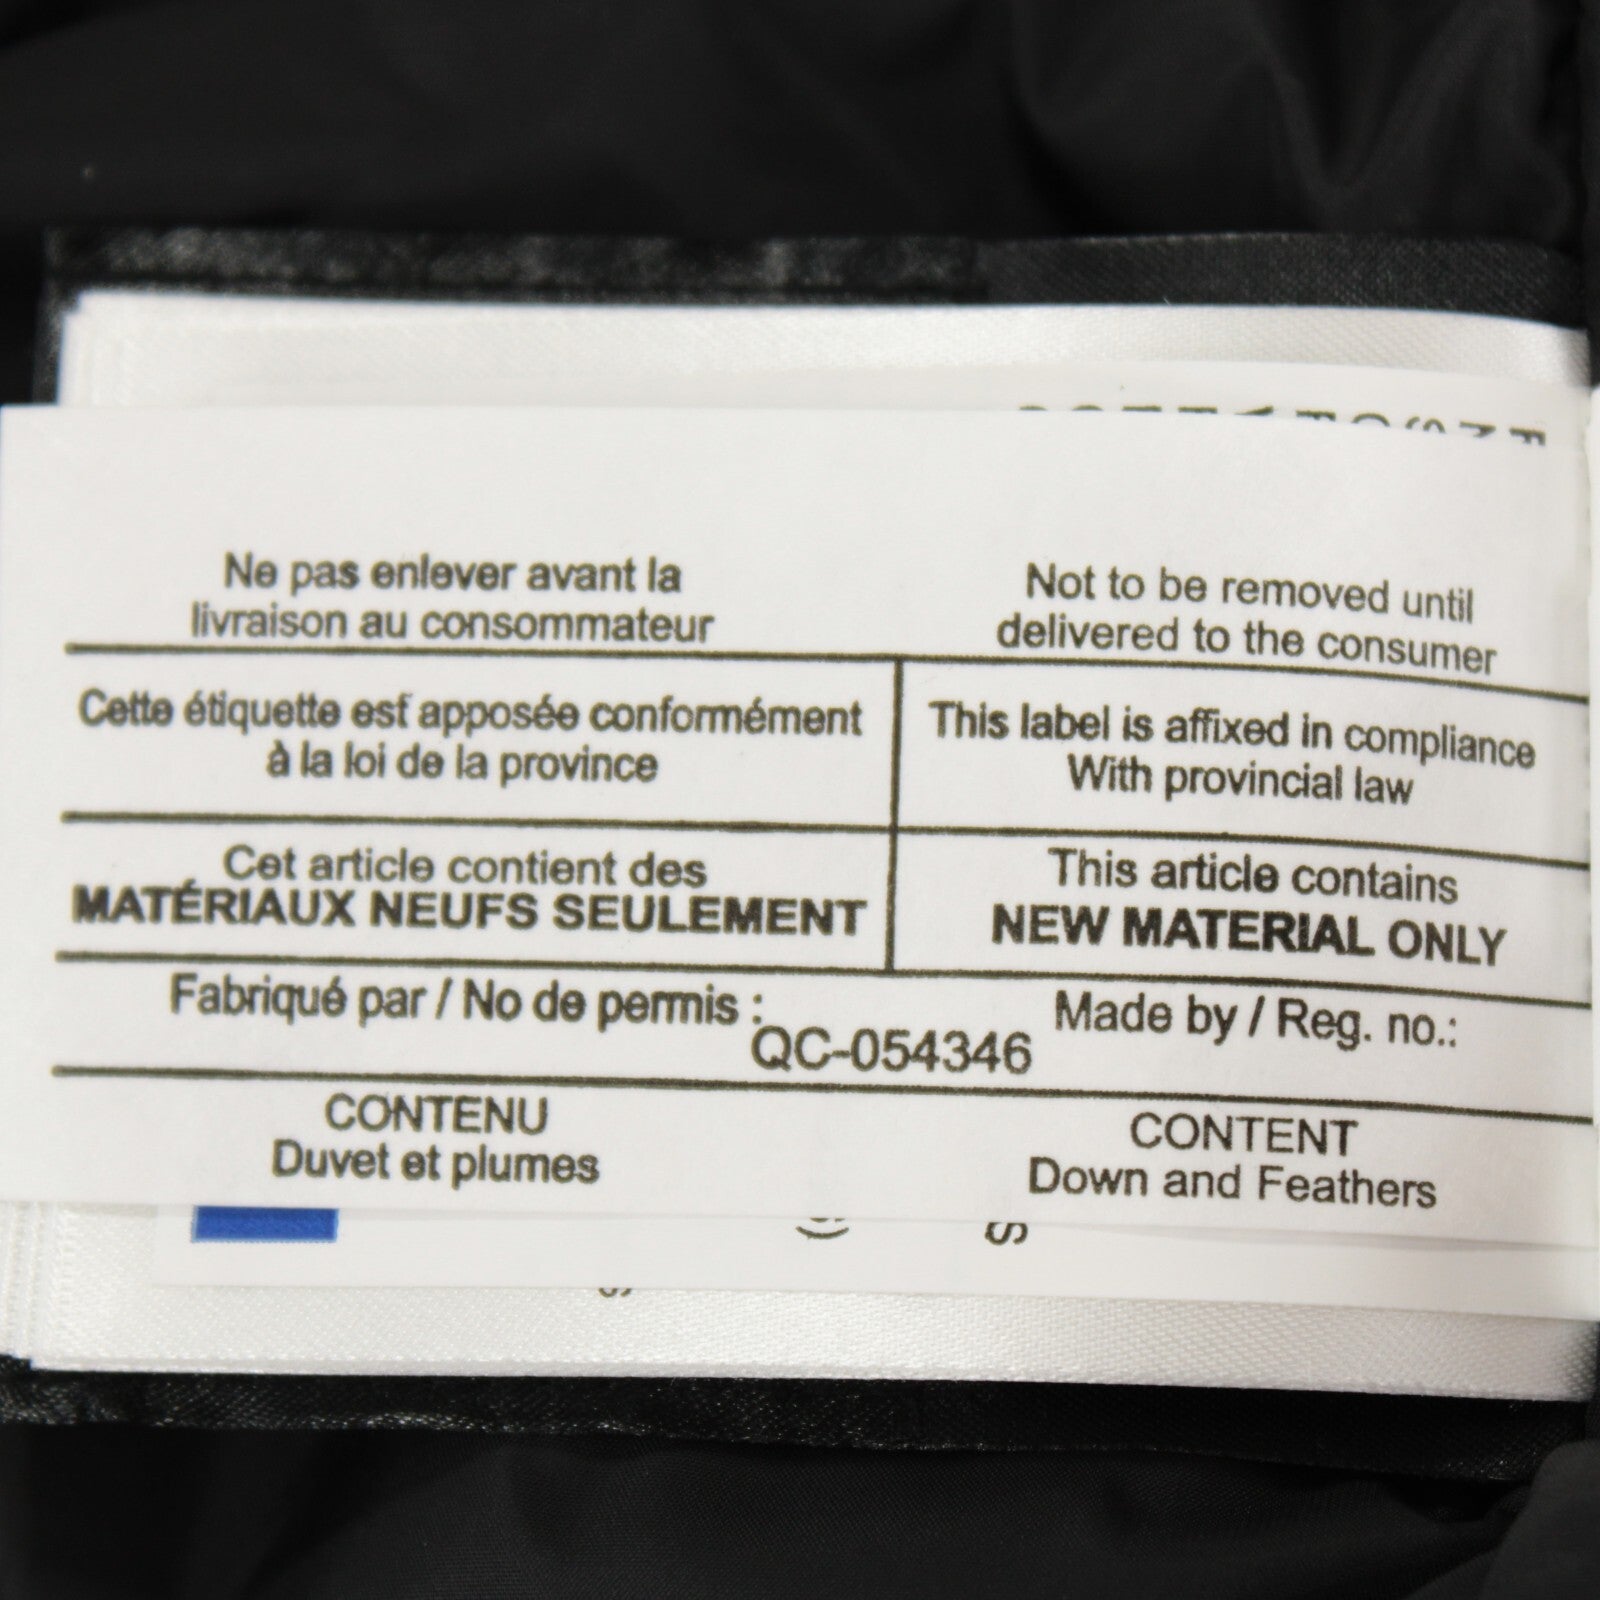 Ne pas enlever avant la
livraison au consommateur
Not to be removed until
delivered to the consumer
Cette étiquette esf apposée conformément
à la loi de la province
This label is affixed in compliance
With provincial law
Cet article contient des
MATÉRIAUX NEUFS SEULEMENT
This article contains
NEW MATERIAL ONLY
Fabriqué par / No de permis :
Made by / Reg. no.:
QC-054346
CONTENU
Duvet et plumes
CONTENT
Down and Feathers